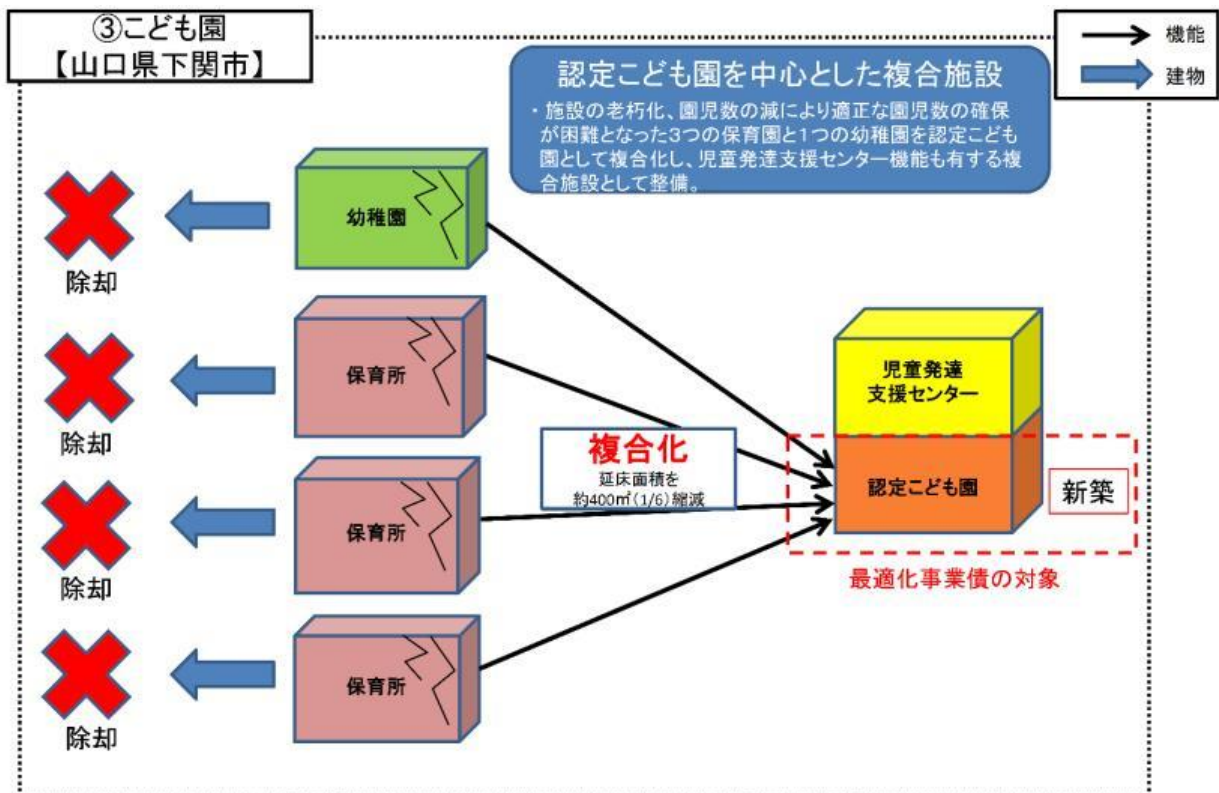 ③こども園
【山口県下関市】
機能
建物
認定こども園を中心とした複合施設
・施設の老朽化、園児数の減により適正な園児数の確保
が困難となった3つの保育園と1つの幼稚園を認定こども
園として複合化し、児童発達支援センター機能も有する複
合施設として整備。
幼稚園
除却
保育所
除却
保育所
除却
保育所
除却
複合化
延床面積を
約400㎡(1/6)縮減
児童発達
支援センター
認定こども園
新築
最適化事業債の対象